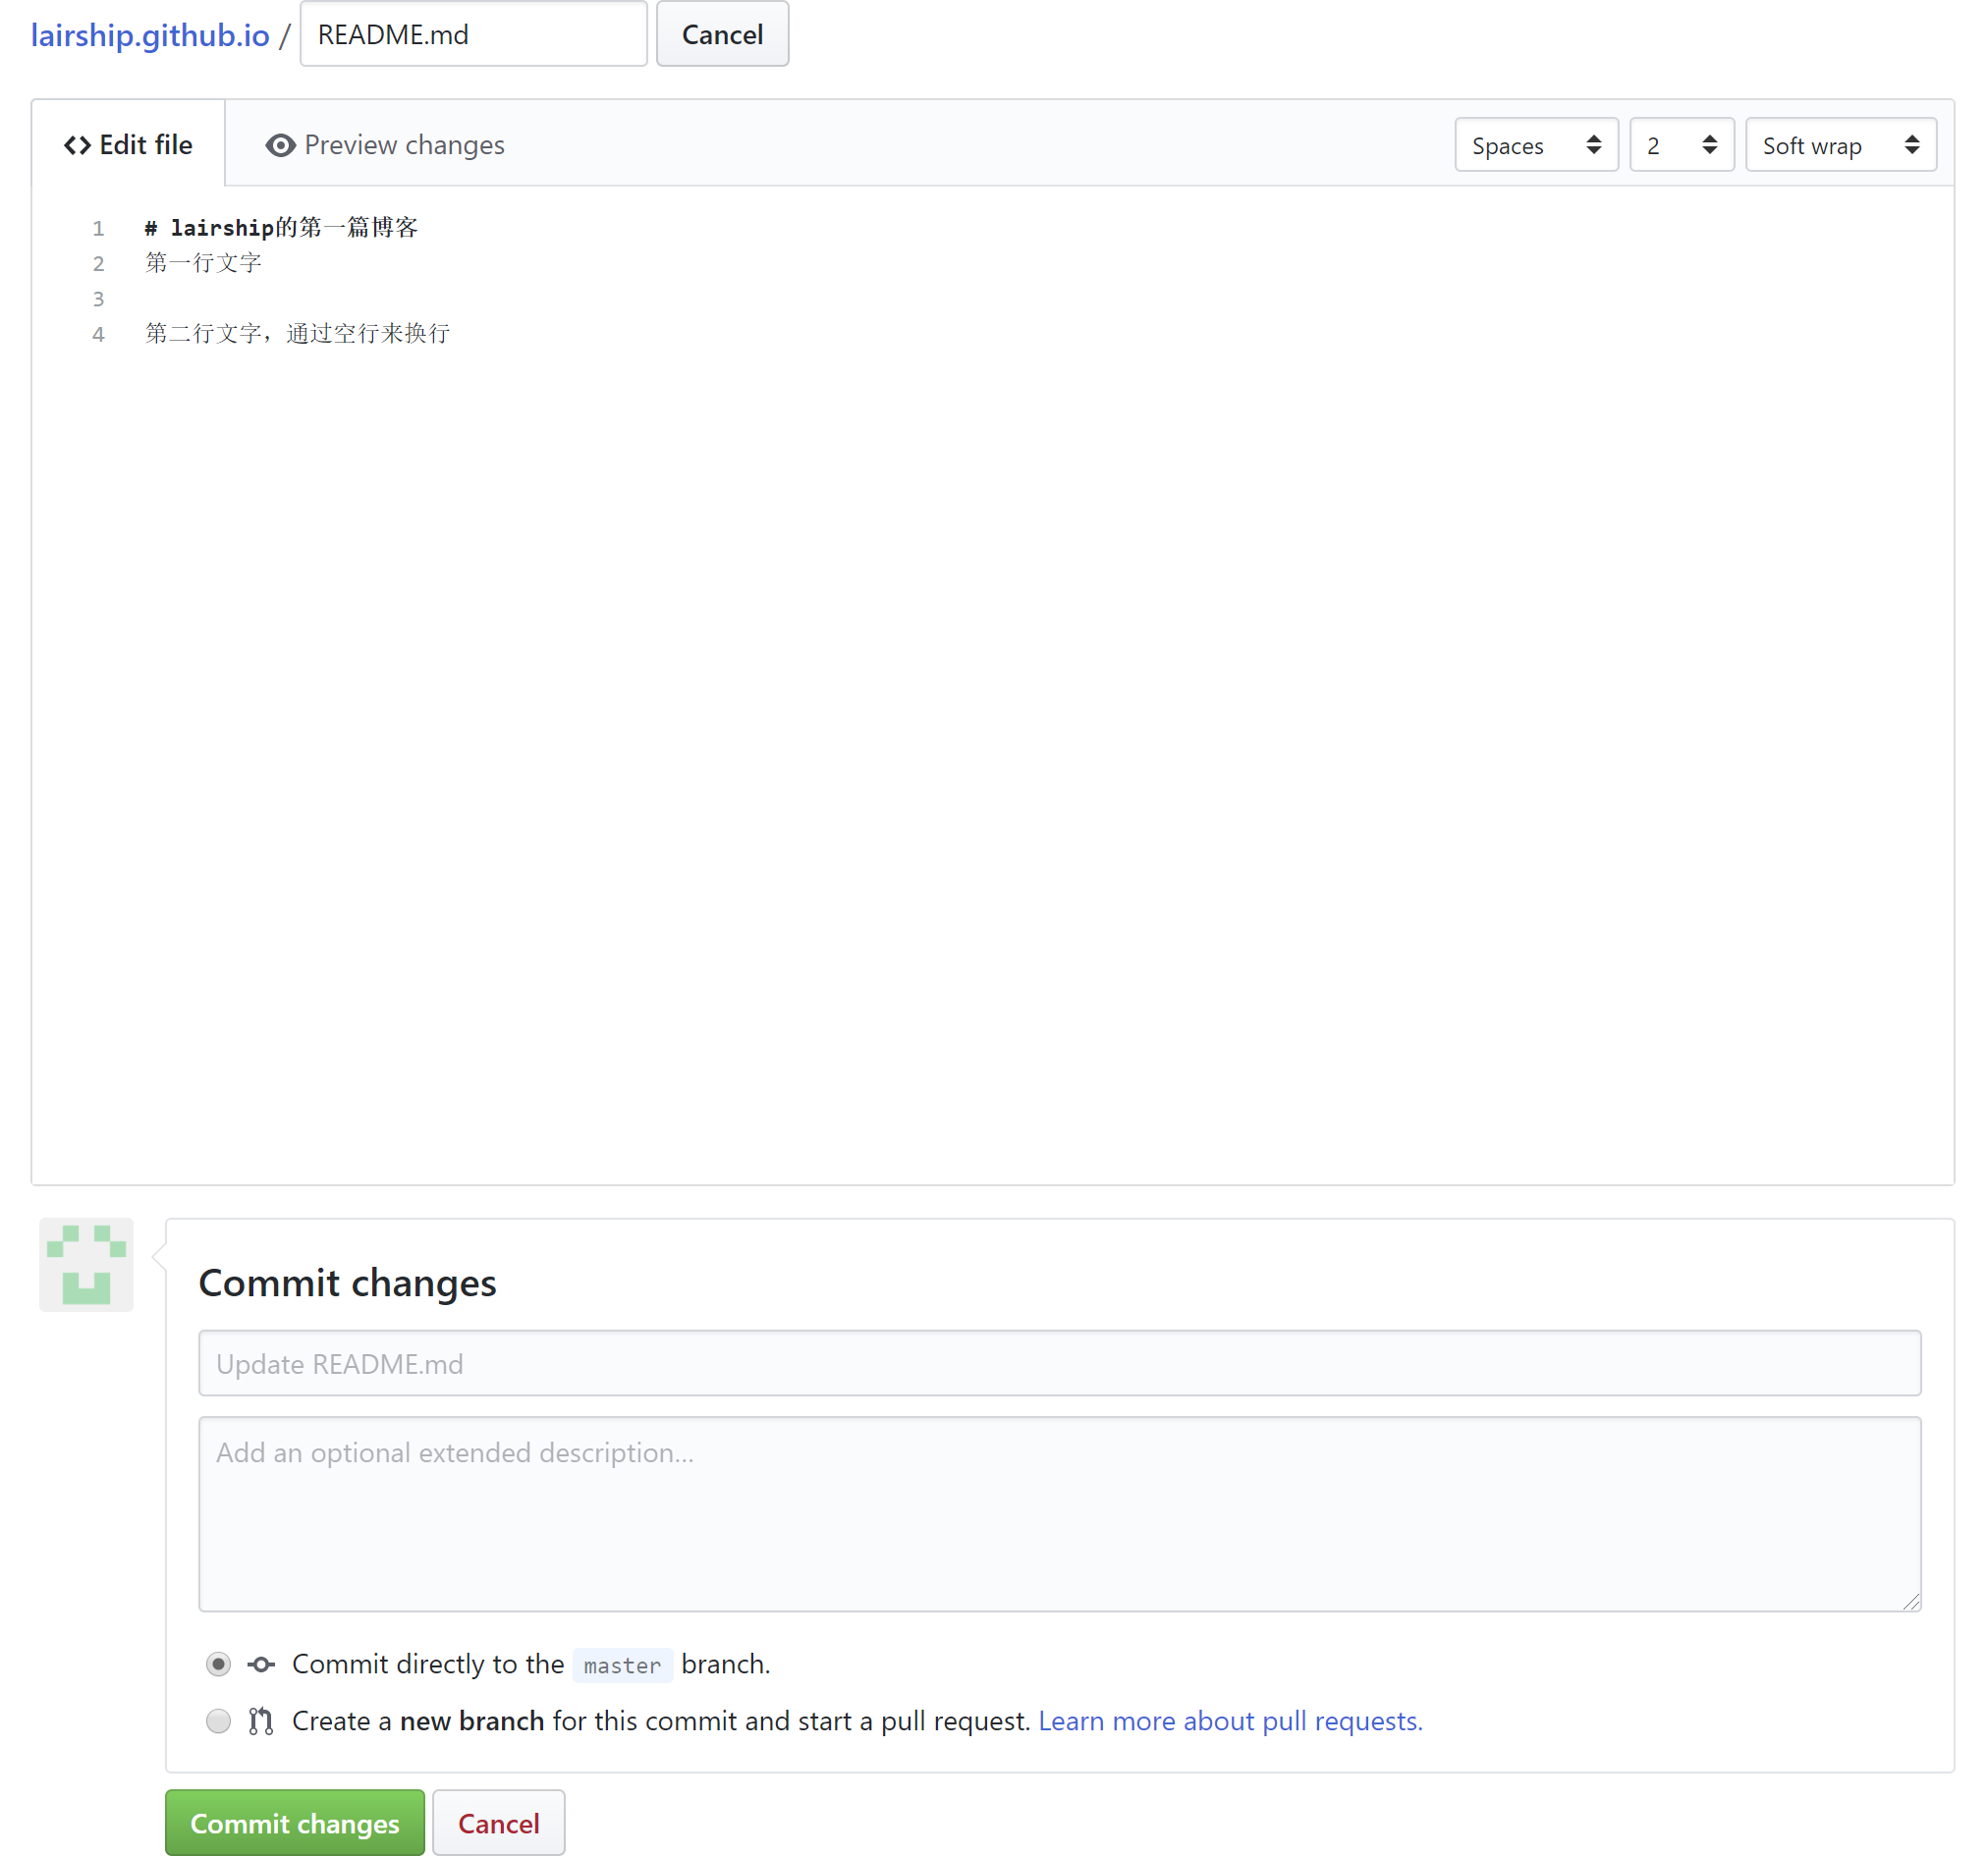 lairship.github.io / README.md Cancel
Edit file Preview changes Spaces 2 Soft wrap
1 # lairship的第一篇博客
2 第一行文字
3
4 第二行文字，通过空行来换行
Commit changes
Update README.md
Add an optional extended description...
Commit directly to the master branch.
Create a new branch for this commit and start a pull request. Learn more about pull requests.
Commit changes Cancel